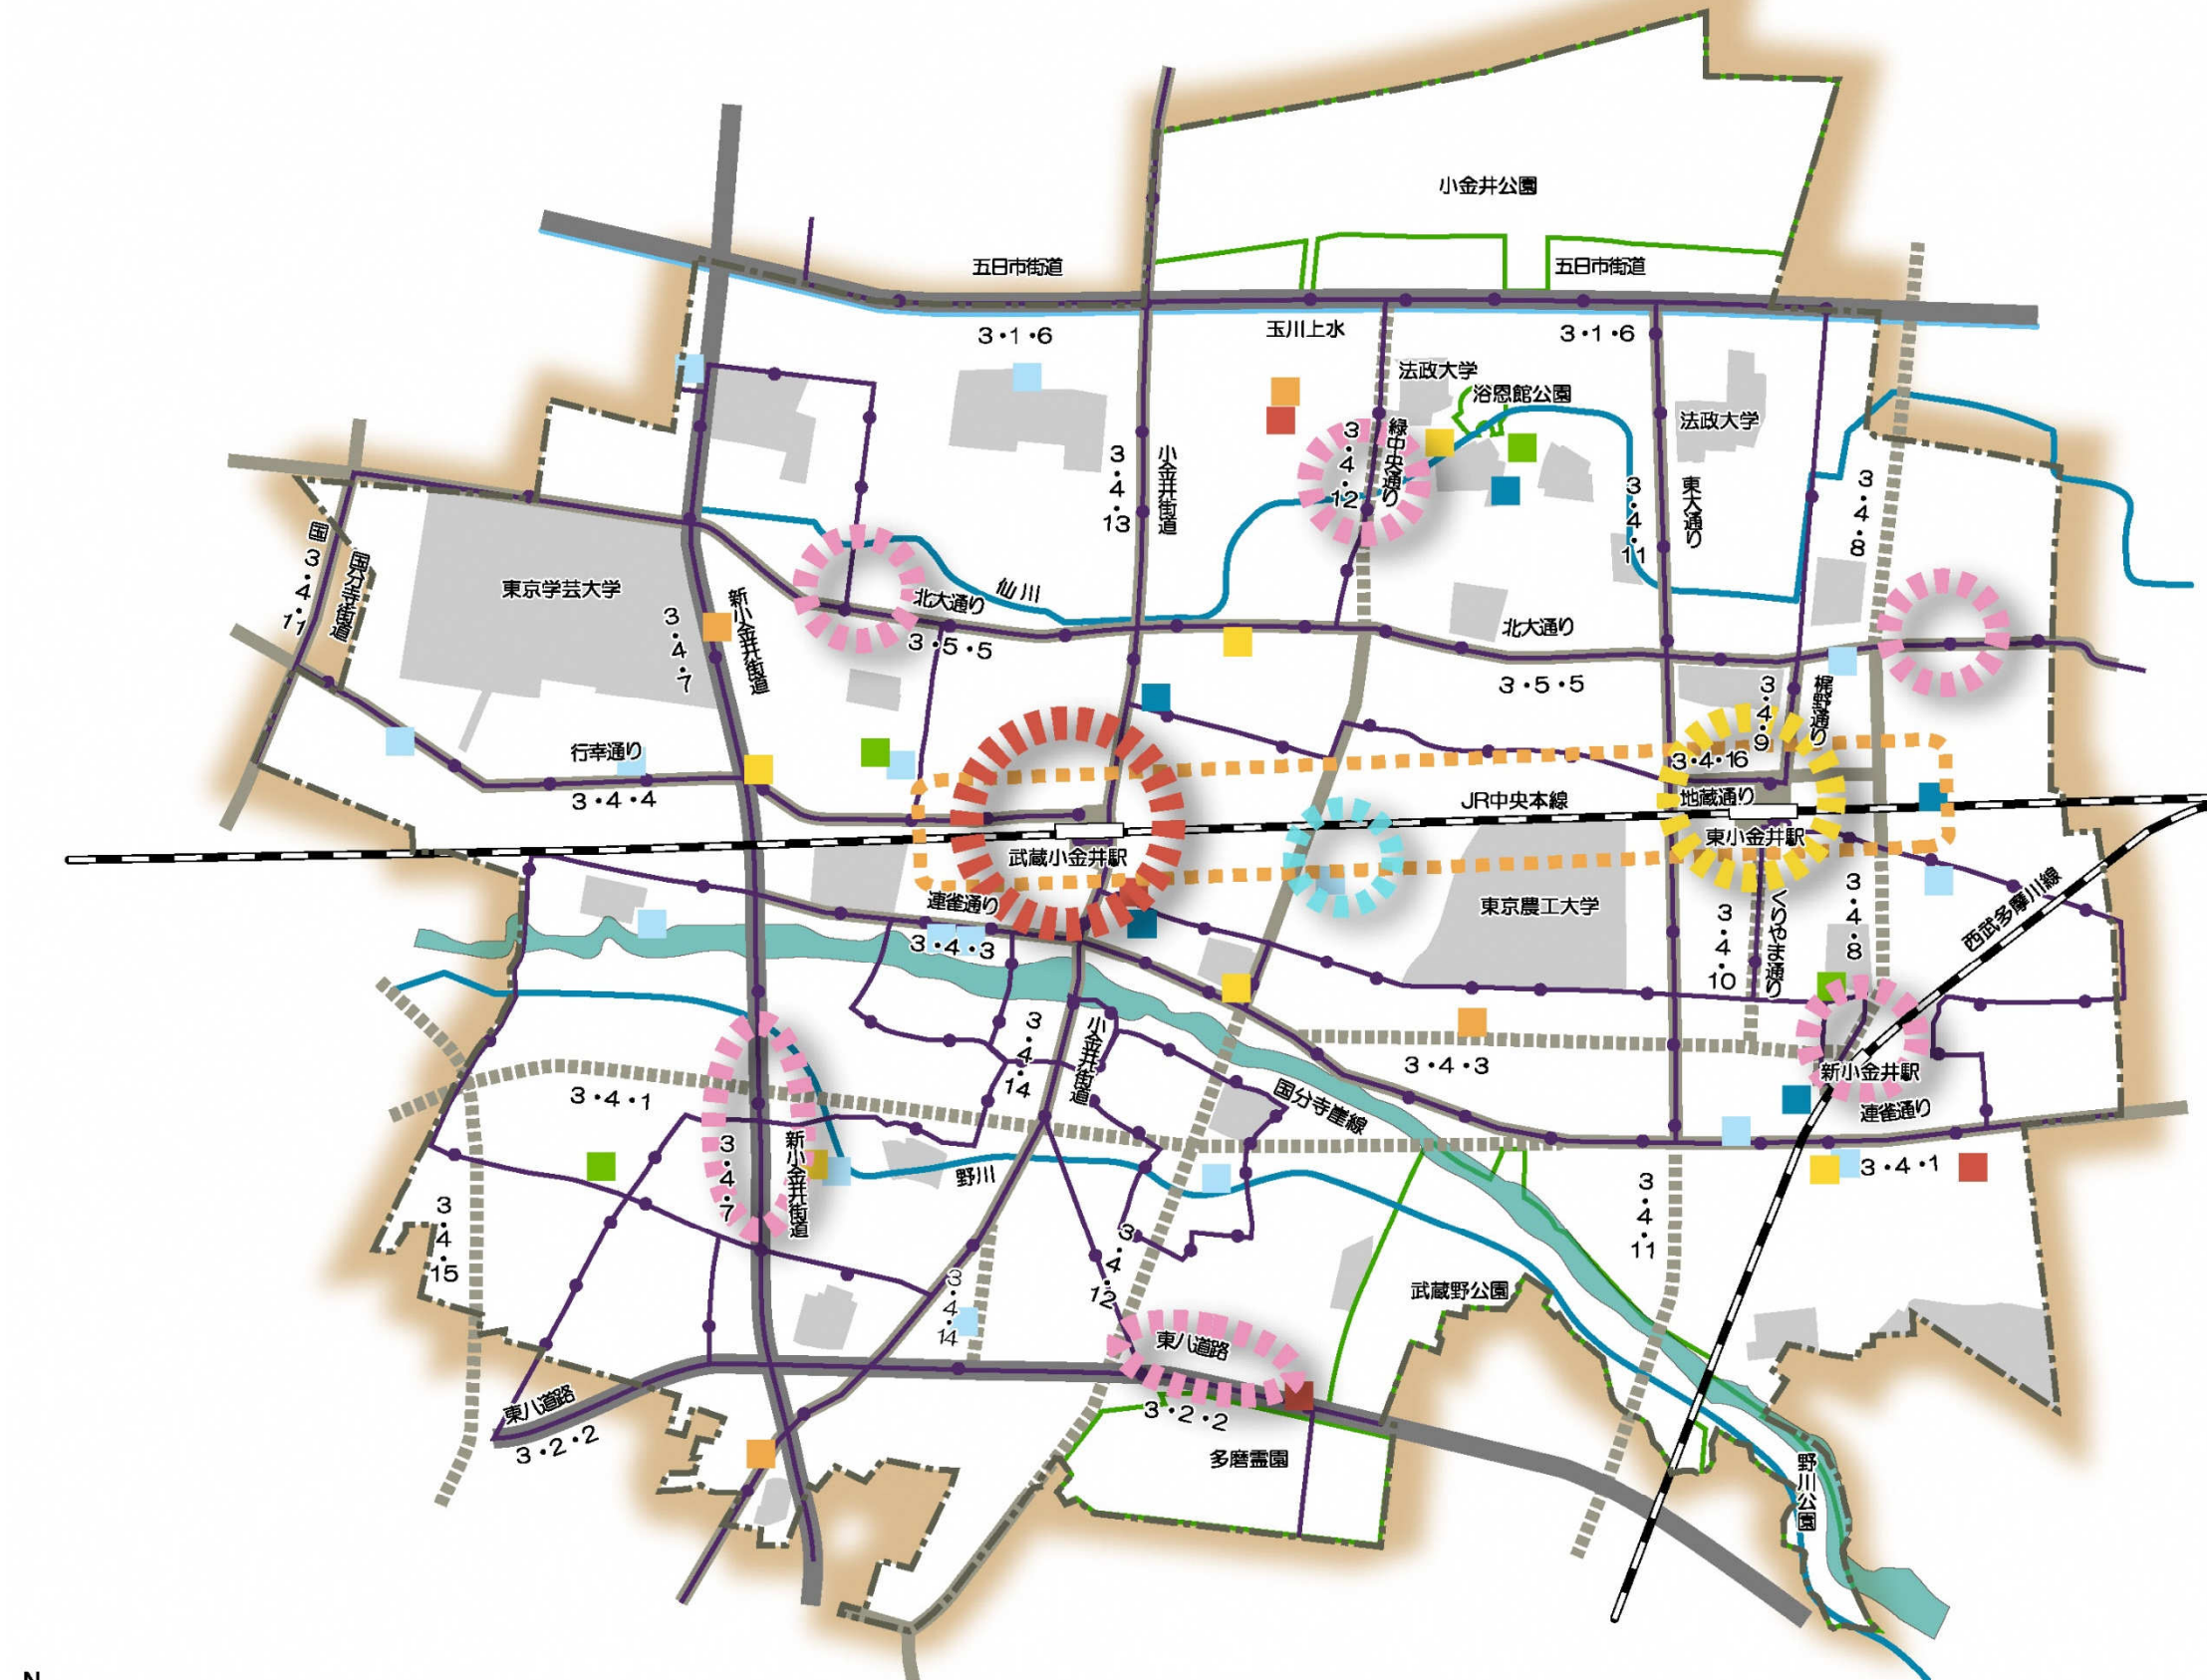 小金井公園
五日市街道
五日市街道
3・1・6
玉川上水
3・1・6
法政大学
浴恩館公園
法政大学
3・4・13
小金井街道
3・4・12
緑中央通り
3・4・11
東大通り
3・4・8
国3・4・11
国分寺街道
東京学芸大学
3・4・7
新小金井街道
北大通り
仙川
3・5・5
北大通り
3・5・5
3・4・9
梶野通り
行幸通り
3・4・4
3・4・16
JR中央本線
地蔵通り
武蔵小金井駅
東小金井駅
連雀通り
3・4・3
東京農工大学
3・4・10
くりやま通り
3・4・8
西武多摩川線
3・4・14
小金井街道
3・4・3
新小金井駅
連雀通り
3・4・1
国分寺崖線
3・4・7
新小金井街道
野川
3・4・1
3・4・15
3・4・12
3・4・11
3・4・14
武蔵野公園
東八道路
東八道路
3・2・2
3・2・2
多磨霊園
野川公園
N